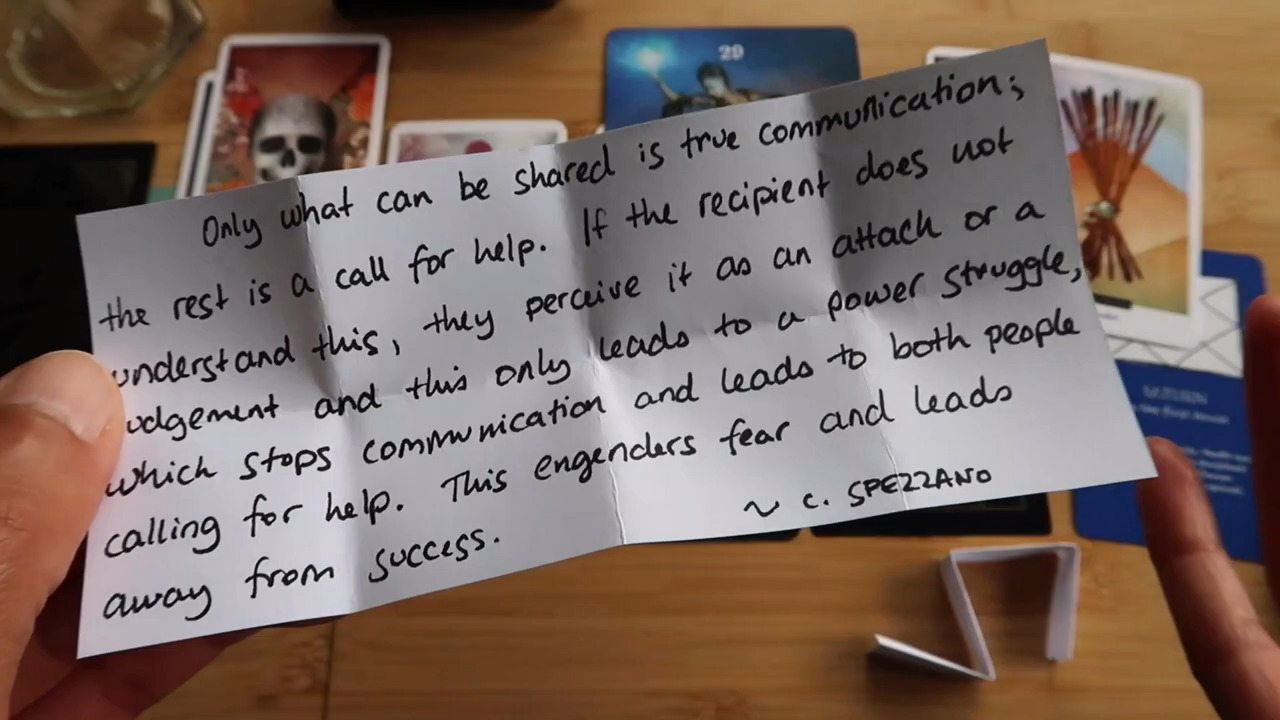 29
Only what can be shared is true communication;
the rest is a call for help. If the recipient does not
understand this, they perceive it as an attack or a
judgement and this only leads to a power struggle,
which stops communication and leads to both people
calling for help. This engenders fear and leads
away from success.
~ C. SPEZZANO